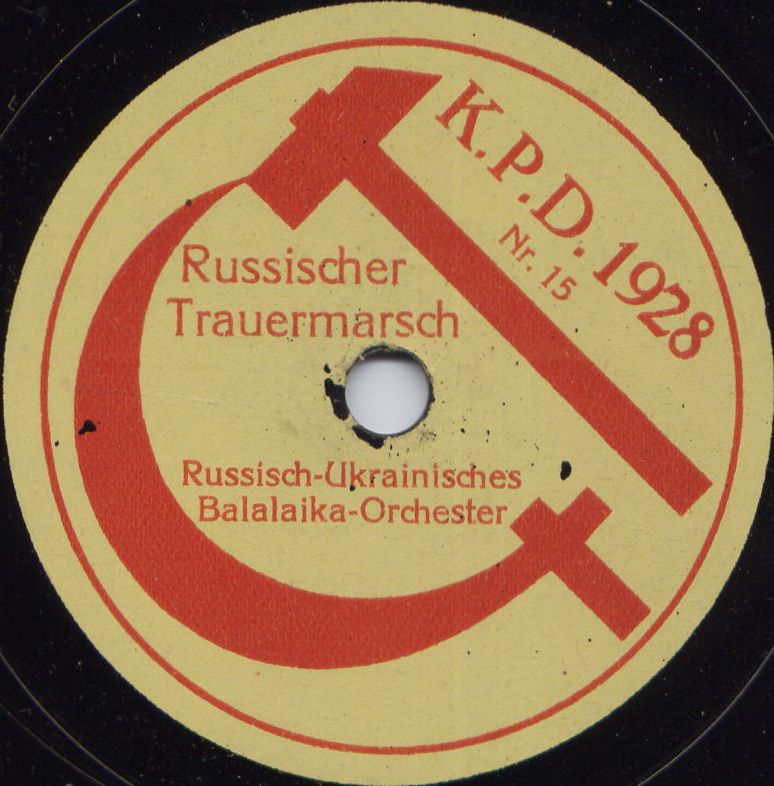 K.P.D. 1928
Nr. 15
Russischer
Trauermarsch
Russisch-Ukrainisches
Balalaika-Orchester